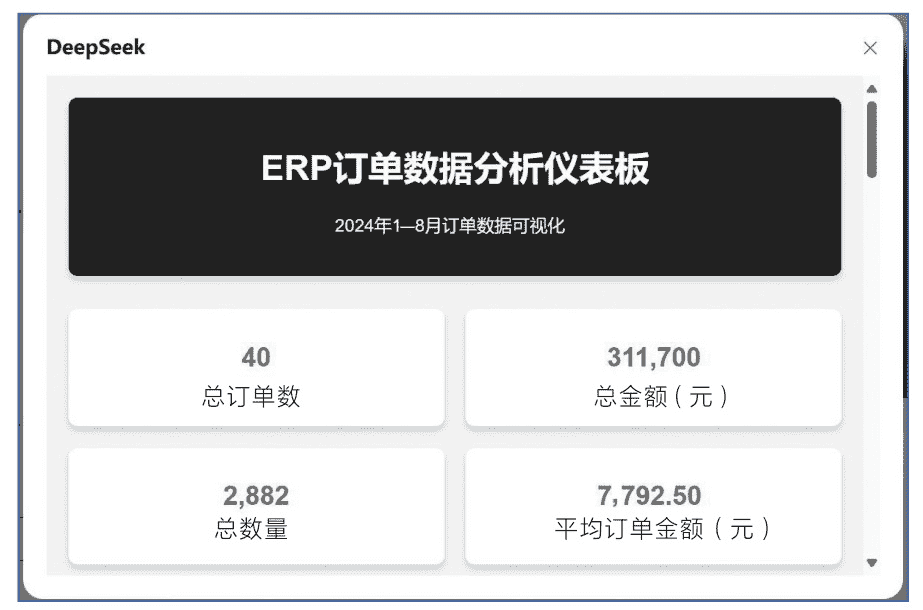 DeepSeek
ERP订单数据分析仪表板
2024年1—8月订单数据可视化
40
总订单数
311,700
总金额（元）
2,882
总数量
7,792.50
平均订单金额（元）